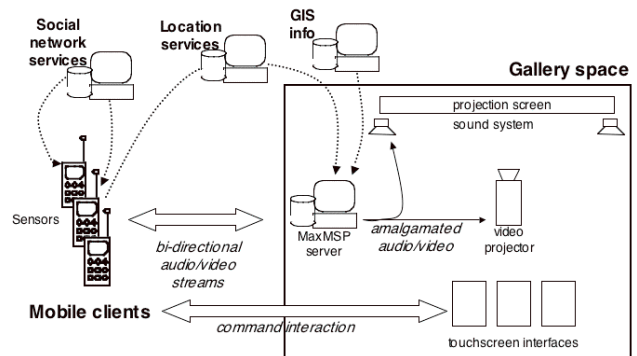 Social
network
services
Location
services
GIS
info
Gallery space
projection screen
sound system
Sensors
bi-directional
audio/video
streams
MaxMSP
server
amalgamated
audio/video
video
projector
Mobile clients
command interaction
touchscreen interfaces